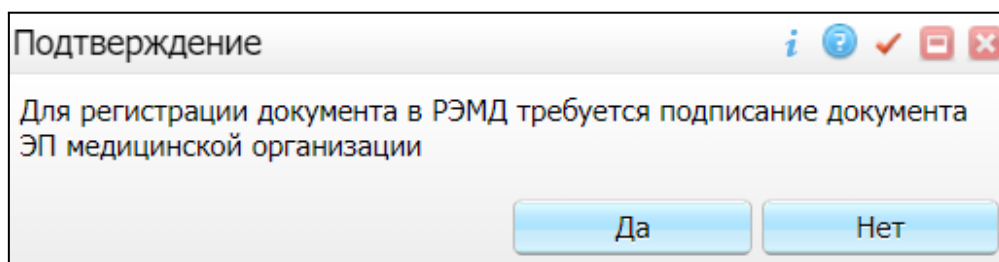 Подтверждение
Для регистрации документа в РЭМД требуется подписание документа
ЭП медицинской организации
Да Нет